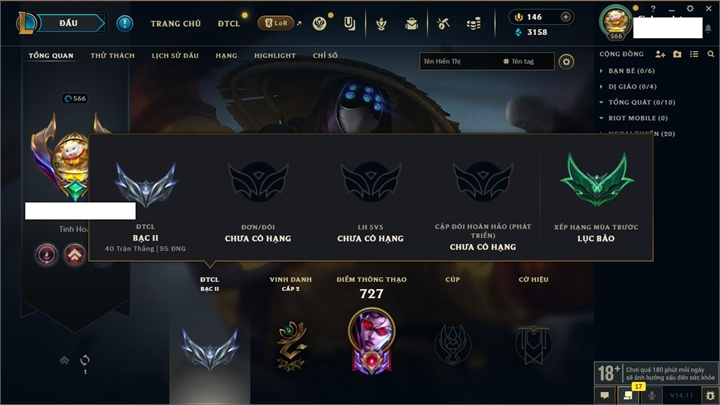 ĐẤU
TRANG CHỦ
ĐTCL
LoR
146
3158
566
TỔNG QUAN
THỬ THÁCH
LỊCH SỬ ĐẤU
HẠNG
HIGHLIGHT
CHỈ SỐ
Tên Hiển Thị
# Tên tag
CỘNG ĐỒNG
BẠN BÈ (0/6)
DỊ GIÁO (0/4)
TỔNG QUÁT (0/10)
RIOT MOBILE (0)
(20)
566
ĐTCL
BẠC II
40 Trận Thắng | 95 ĐNG
ĐƠN/ĐÔI
CHƯA CÓ HẠNG
LH 5V5
CHƯA CÓ HẠNG
CẶP ĐÔI HOÀN HẢO (PHÁT TRIỂN)
CHƯA CÓ HẠNG
XẾP HẠNG MÙA TRƯỚC
LỤC BẢO
ĐTCL
BẠC II
VINH DANH
CẤP 2
ĐIỂM THÔNG THẠO
727
CÚP
CỜ HIỆU
1
18+
Chơi quá 180 phút mỗi ngày
sẽ ảnh hưởng xấu đến sức khỏe
17
V14.11